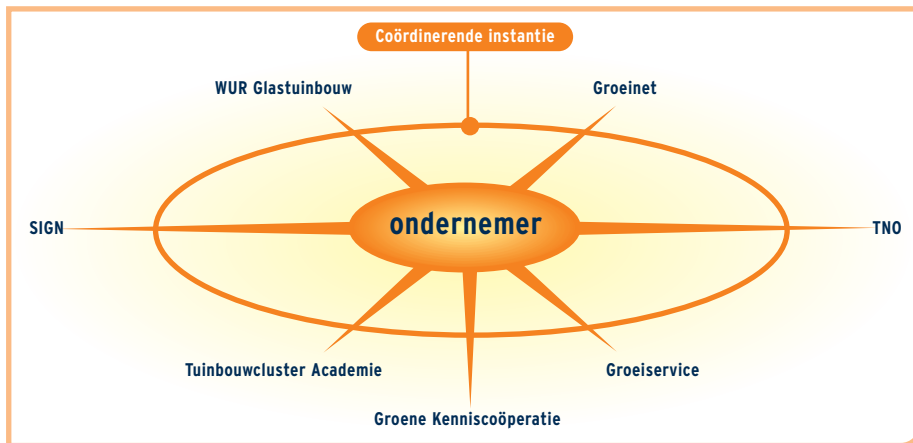 Coördinerende instantie
WUR Glastuinbouw
Groeinet
SIGN
ondernemer
TNO
Tuinbouwcluster Academie
Groeiservice
Groene Kenniscoöperatie